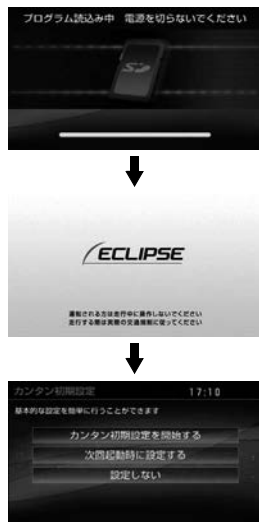 プログラム読込み中 電源を切らないでください
SD
ECLIPSE
運転される方は走行中に操作しないでください
走行する際は実際の交通規制に従ってください
カンタン初期設定 17:10
基本的な設定を簡単に行うことができます
カンタン初期設定を開始する
次回起動時に設定する
設定しない